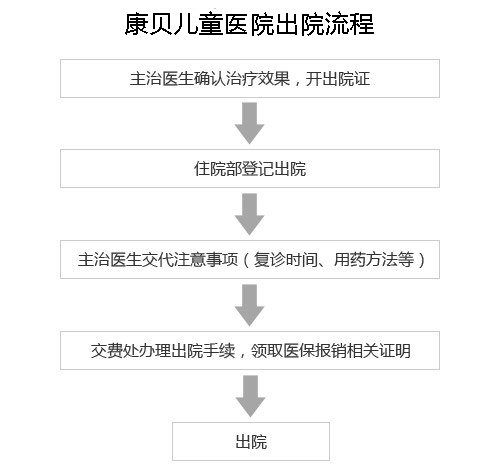 康贝儿童医院出院流程
主治医生确认治疗效果，开出院证
住院部登记出院
主治医生交代注意事项（复诊时间、用药方法等）
交费处办理出院手续，领取医保报销相关证明
出院